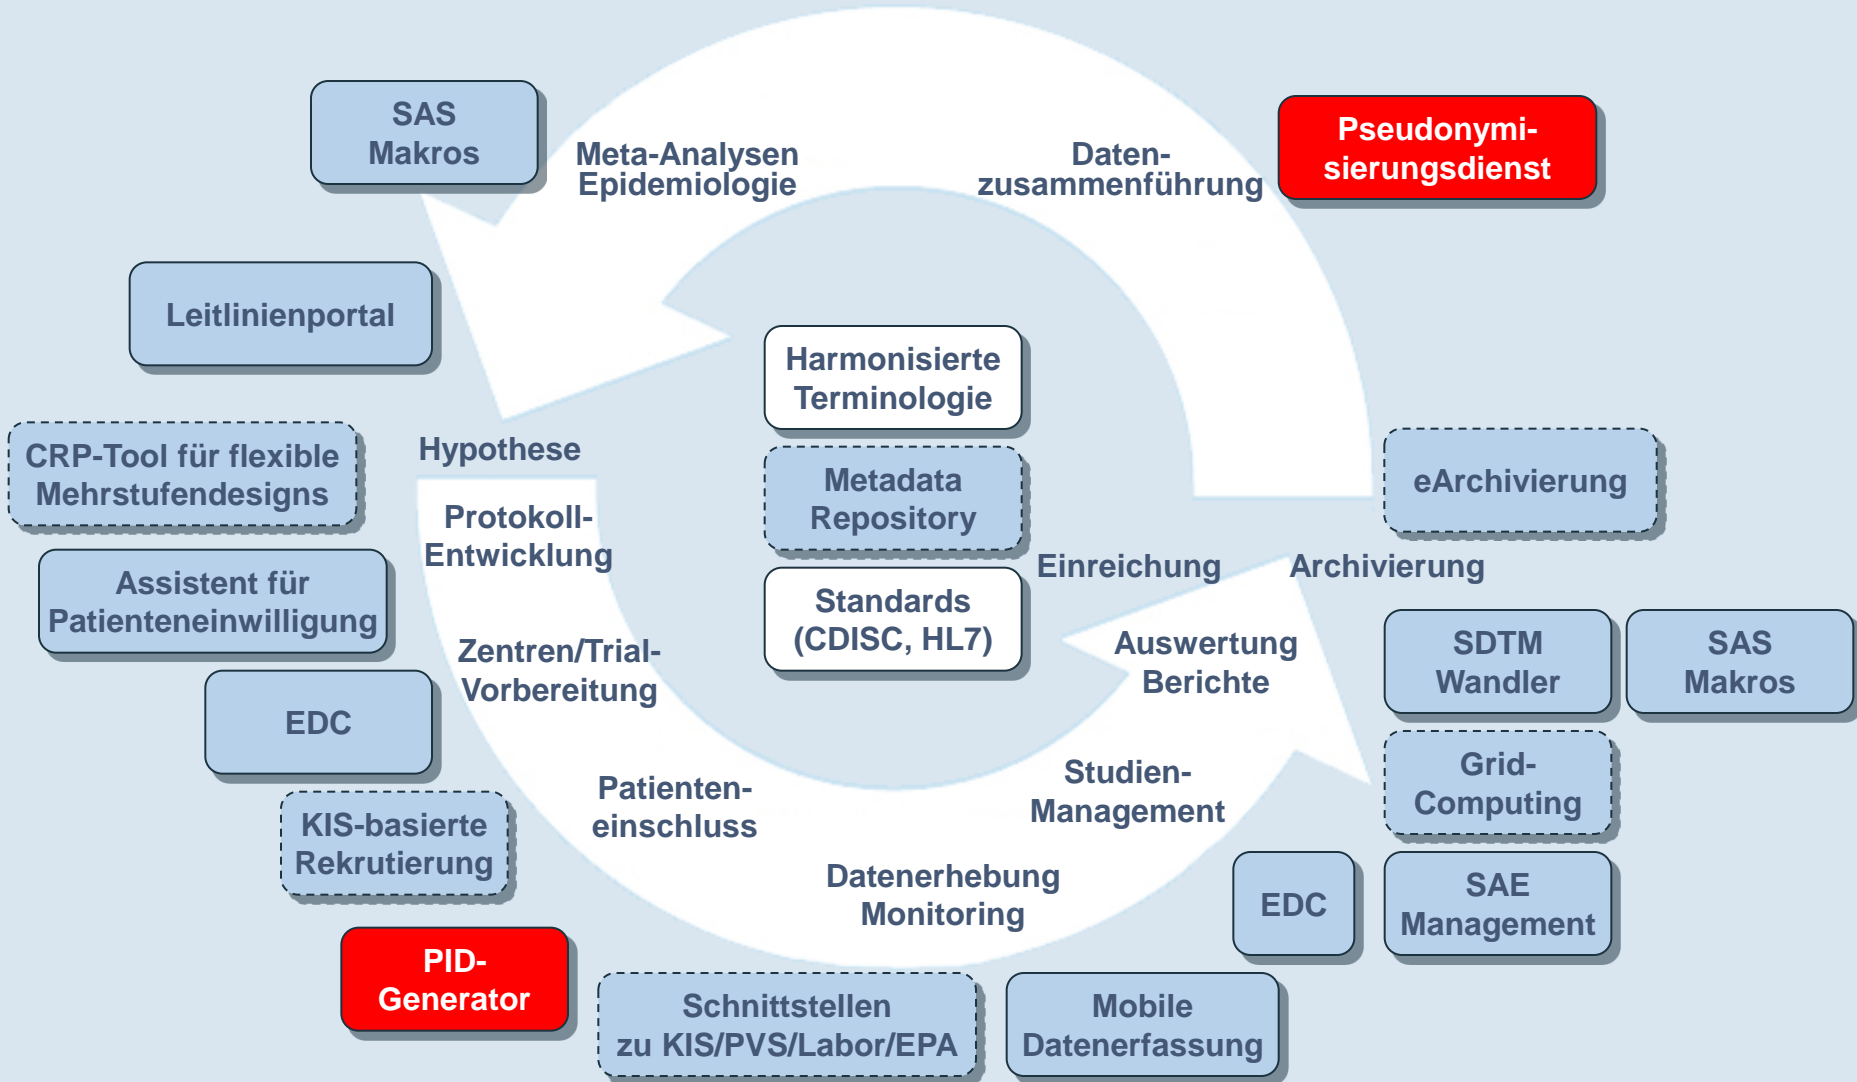 SAS
Makros
Meta-Analysen
Epidemiologie
Daten-
zusammenführung
Pseudonymi-
sierungsdienst
Leitlinienportal
Harmonisierte
Terminologie
CRP-Tool für flexible
Mehrstufendesigns
Hypothese
Metadata
Repository
eArchivierung
Protokoll-
Entwicklung
Einreichung
Archivierung
Assistent für
Patienteneinwilligung
Standards
(CDISC, HL7)
Zentren/Trial-
Vorbereitung
Auswertung
Berichte
SDTM
Wandler
SAS
Makros
EDC
Patienten-
einschluss
Studien-
Management
Grid-
Computing
KIS-basierte
Rekrutierung
Datenerhebung
Monitoring
EDC
SAE
Management
PID-
Generator
Schnittstellen
zu KIS/PVS/Labor/EPA
Mobile
Datenerfassung